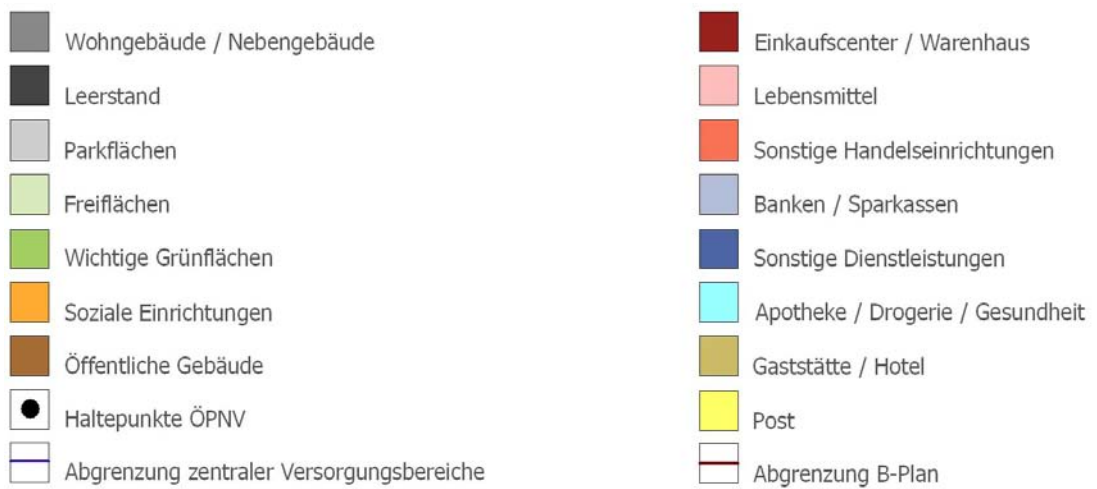 Wohngebäude / Nebengebäude
Leerstand
Parkflächen
Freiflächen
Wichtige Grünflächen
Soziale Einrichtungen
Öffentliche Gebäude
Haltepunkte ÖPNV
Abgrenzung zentraler Versorgungsbereiche
Einkaufscenter / Warenhaus
Lebensmittel
Sonstige Handelseinrichtungen
Banken / Sparkassen
Sonstige Dienstleistungen
Apotheke / Drogerie / Gesundheit
Gaststätte / Hotel
Post
Abgrenzung B-Plan